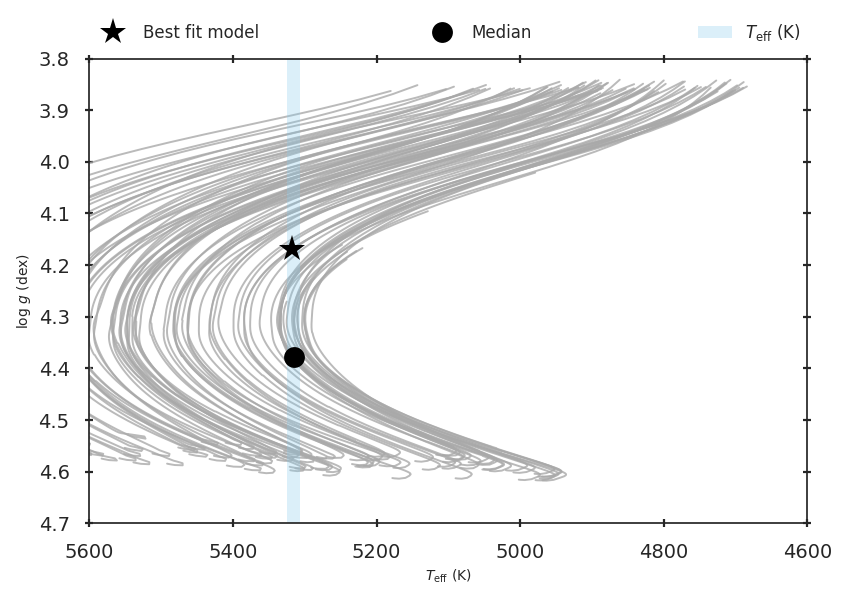 Best fit model Median T_eff (K)
3.8
3.9
4.0
4.1
4.2
4.3
4.4
4.5
4.6
4.7
log g (dex)
5600 5400 5200 5000 4800 4600
T_eff (K)